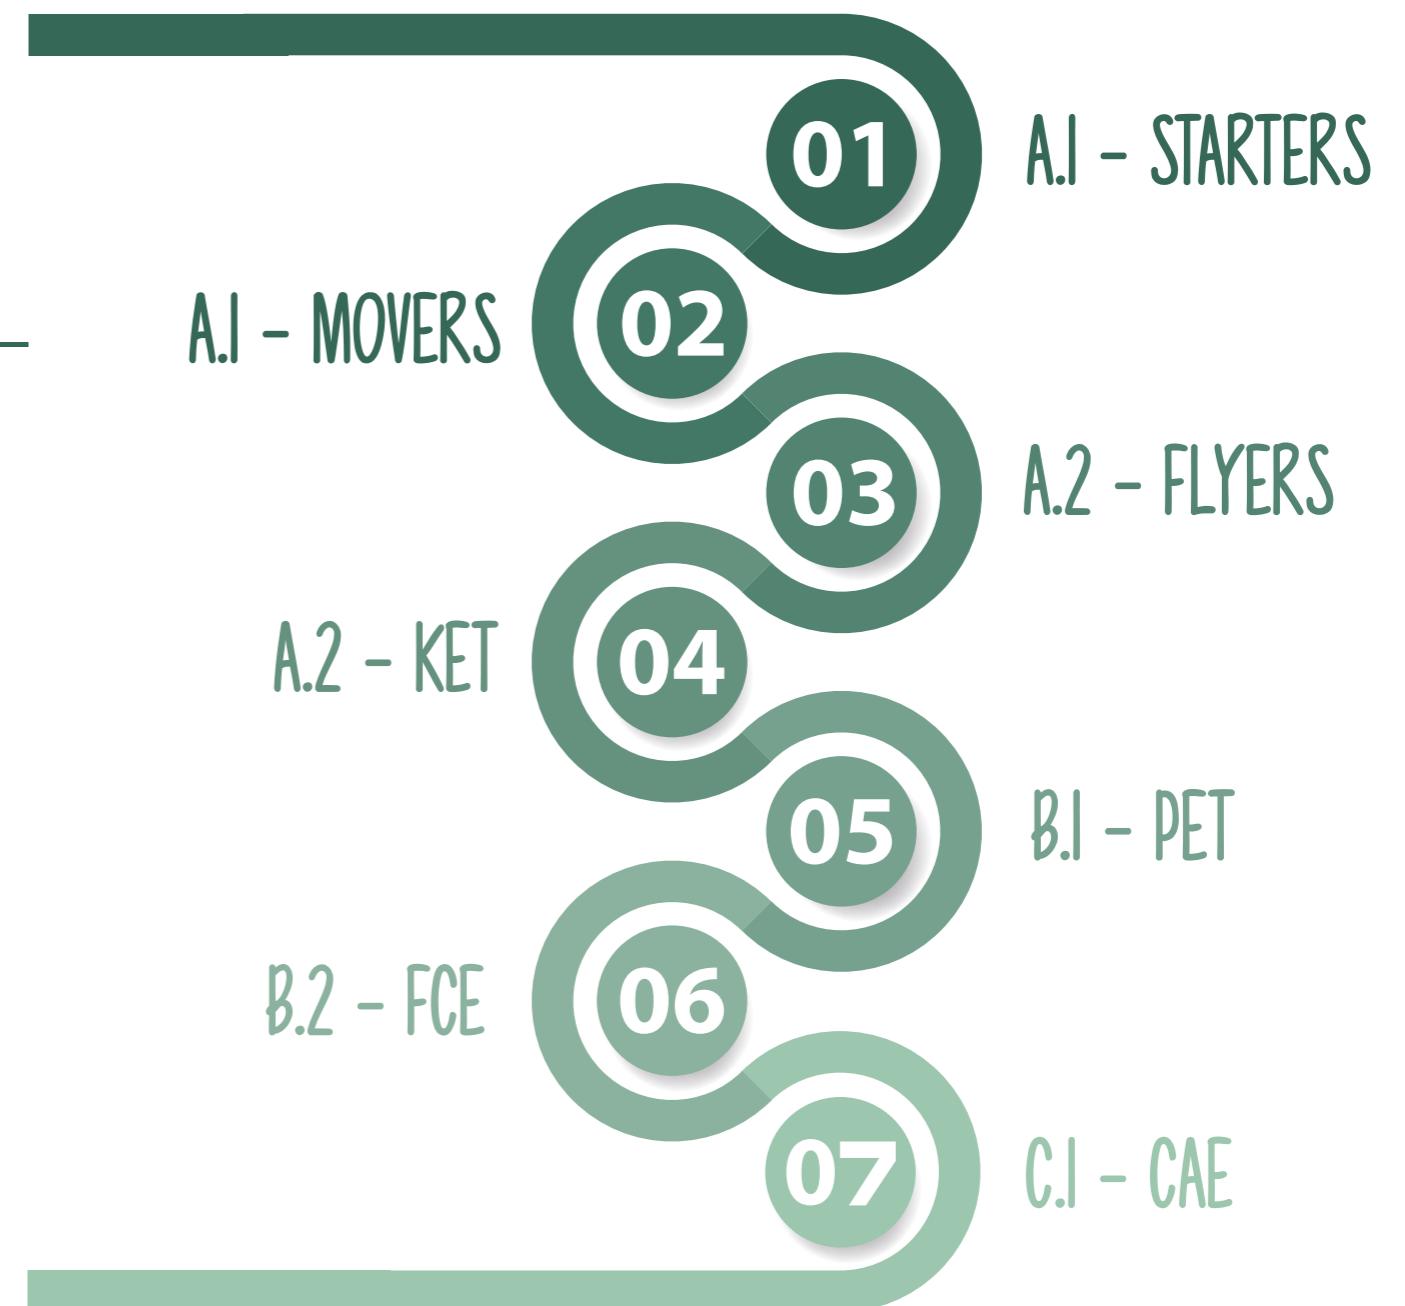 01
A.1 – STARTERS
A.1 – MOVERS
02
03
A.2 – FLYERS
A.2 – KET
04
05
B.1 – PET
B.2 – FCE
06
07
C.1 – CAE